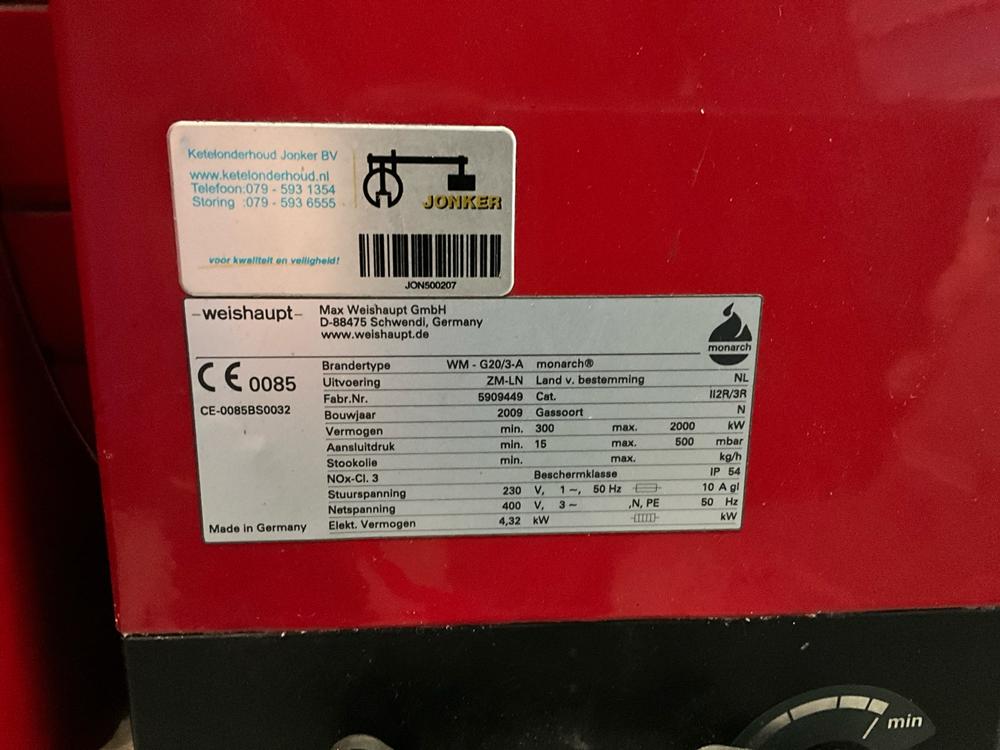 Ketelonderhoud Jonker BV
www.ketelonderhoud.nl
Telefoon:079 - 593 1354
Storing :079 - 593 6555
JONKER
voor kwaliteit en veiligheid!
JON500207
-weishaupt-
Max Weishaupt GmbH
D-88475 Schwendi, Germany
www.weishaupt.de
monarch
CE 0085
CE-0085BS0032
Brandertype WM - G20/3-A monarch®
Uitvoering ZM-LN Land v. bestemming NL
Fabr.Nr. 5909449 Cat. II2R/3R
Bouwjaar 2009 Gassoort N
Vermogen min. 300 max. 2000 kW
Aansluitdruk min. 15 max. 500 mbar
Stookolie min. max. kg/h
NOx-Cl. 3 Beschermklasse IP 54
Stuurspanning 230 V, 1 ~, 50 Hz 10 A gl
Netspanning 400 V, 3 ~ ,N, PE 50 Hz
Elekt. Vermogen 4,32 kW kW
Made in Germany
min